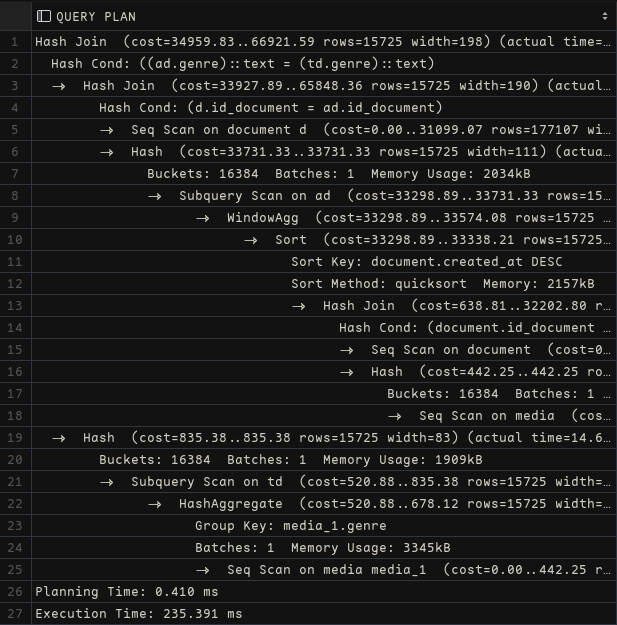 QUERY PLAN
1 Hash Join (cost=34959.83..66921.59 rows=15725 width=198) (actual time=…
2 Hash Cond: ((ad.genre)::text = (td.genre)::text)
3 -> Hash Join (cost=33927.89..65848.36 rows=15725 width=190) (actual…
4 Hash Cond: (d.id_document = ad.id_document)
5 -> Seq Scan on document d (cost=0.00..31099.07 rows=177107 wi…
6 -> Hash (cost=33731.33..33731.33 rows=15725 width=111) (actua…
7 Buckets: 16384 Batches: 1 Memory Usage: 2034kB
8 -> Subquery Scan on ad (cost=33298.89..33731.33 rows=15…
9 -> WindowAgg (cost=33298.89..33574.08 rows=15725 …
10 -> Sort (cost=33298.89..33338.21 rows=15725…
11 Sort Key: document.created_at DESC
12 Sort Method: quicksort Memory: 2157kB
13 -> Hash Join (cost=638.81..32202.80 r…
14 Hash Cond: (document.id_document …
15 -> Seq Scan on document (cost=0…
16 -> Hash (cost=442.25..442.25 ro…
17 Buckets: 16384 Batches: 1 …
18 -> Seq Scan on media (cos…
19 -> Hash (cost=835.38..835.38 rows=15725 width=83) (actual time=14.6…
20 Buckets: 16384 Batches: 1 Memory Usage: 1909kB
21 -> Subquery Scan on td (cost=520.88..835.38 rows=15725 width=…
22 -> HashAggregate (cost=520.88..678.12 rows=15725 width=…
23 Group Key: media_1.genre
24 Batches: 1 Memory Usage: 3345kB
25 -> Seq Scan on media media_1 (cost=0.00..442.25 r…
26 Planning Time: 0.410 ms
27 Execution Time: 235.391 ms